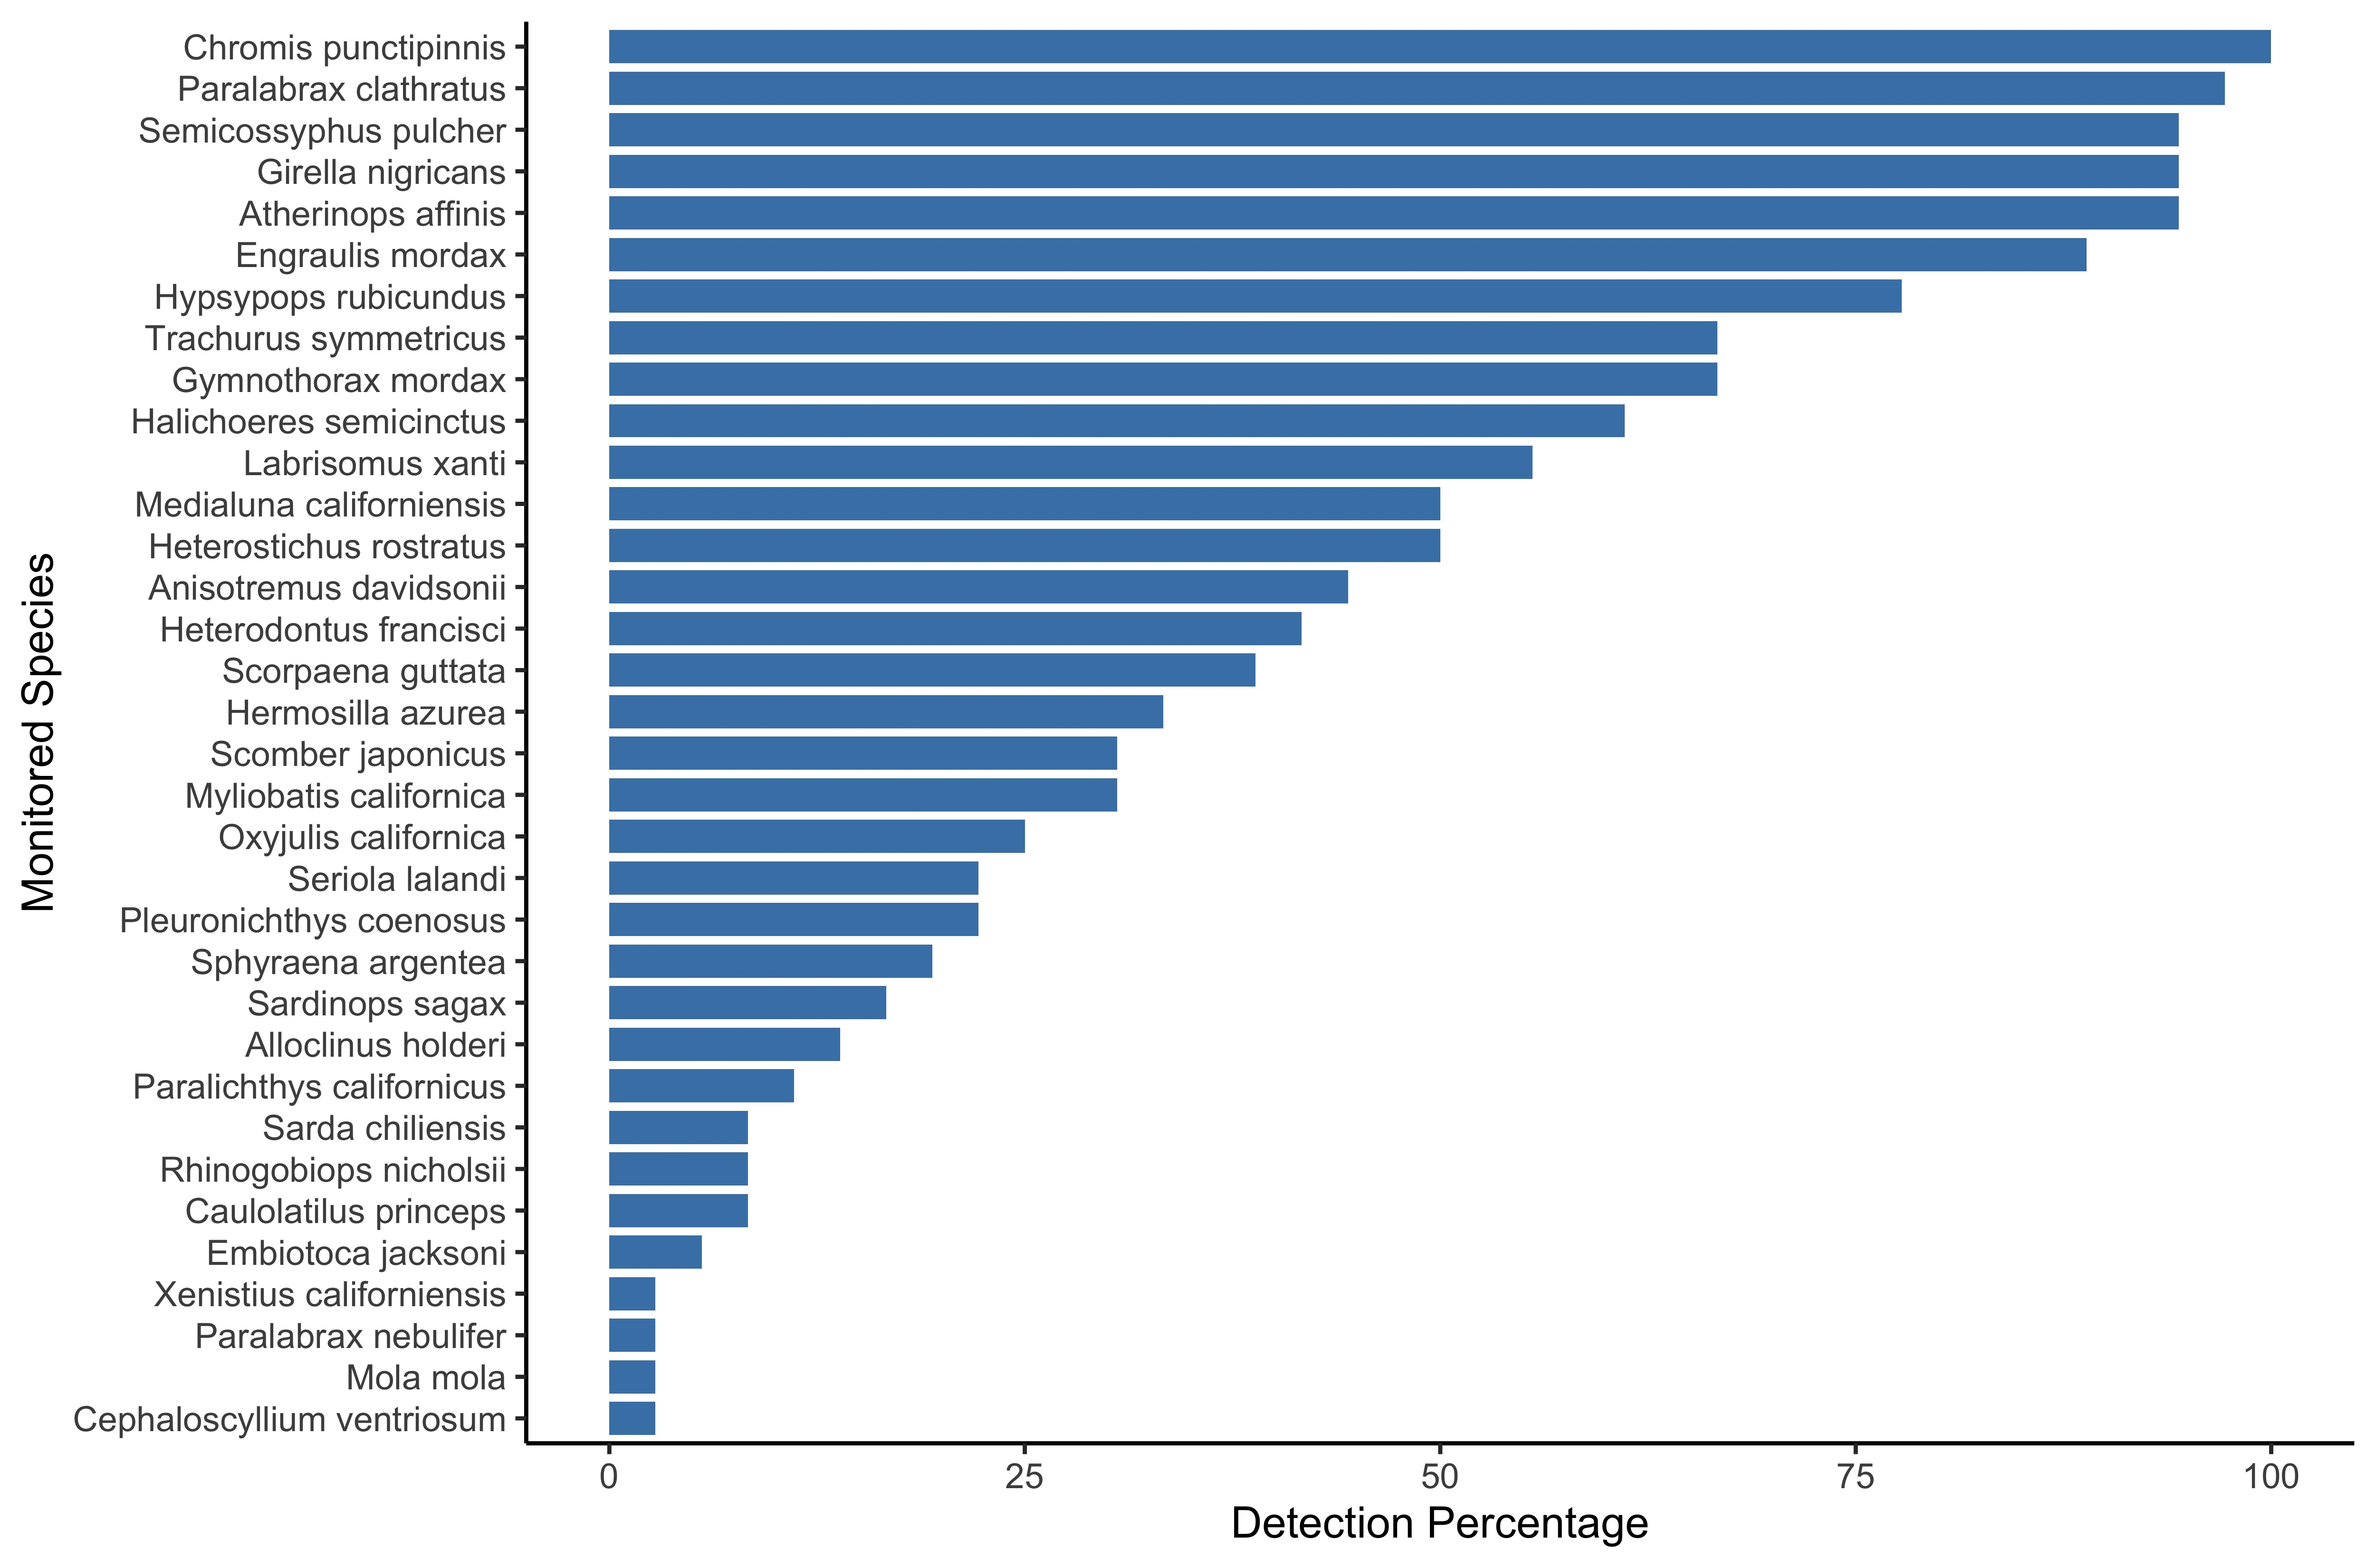 Chromis punctipinnis
Paralabrax clathratus
Semicossyphus pulcher
Girella nigricans
Atherinops affinis
Engraulis mordax
Hypsypops rubicundus
Trachurus symmetricus
Gymnothorax mordax
Halichoeres semicinctus
Labrisomus xanti
Medialuna californiensis
Heterostichus rostratus
Anisotremus davidsonii
Heterodontus francisci
Scorpaena guttata
Hermosilla azurea
Scomber japonicus
Myliobatis californica
Oxyjulis californica
Seriola lalandi
Pleuronichthys coenosus
Sphyraena argentea
Sardinops sagax
Alloclinus holderi
Paralichthys californicus
Sarda chiliensis
Rhinogobiops nicholsii
Caulolatilus princeps
Embiotoca jacksoni
Xenistius californiensis
Paralabrax nebulifer
Mola mola
Cephaloscyllium ventriosum
Monitored Species
0 25 50 75 100
Detection Percentage